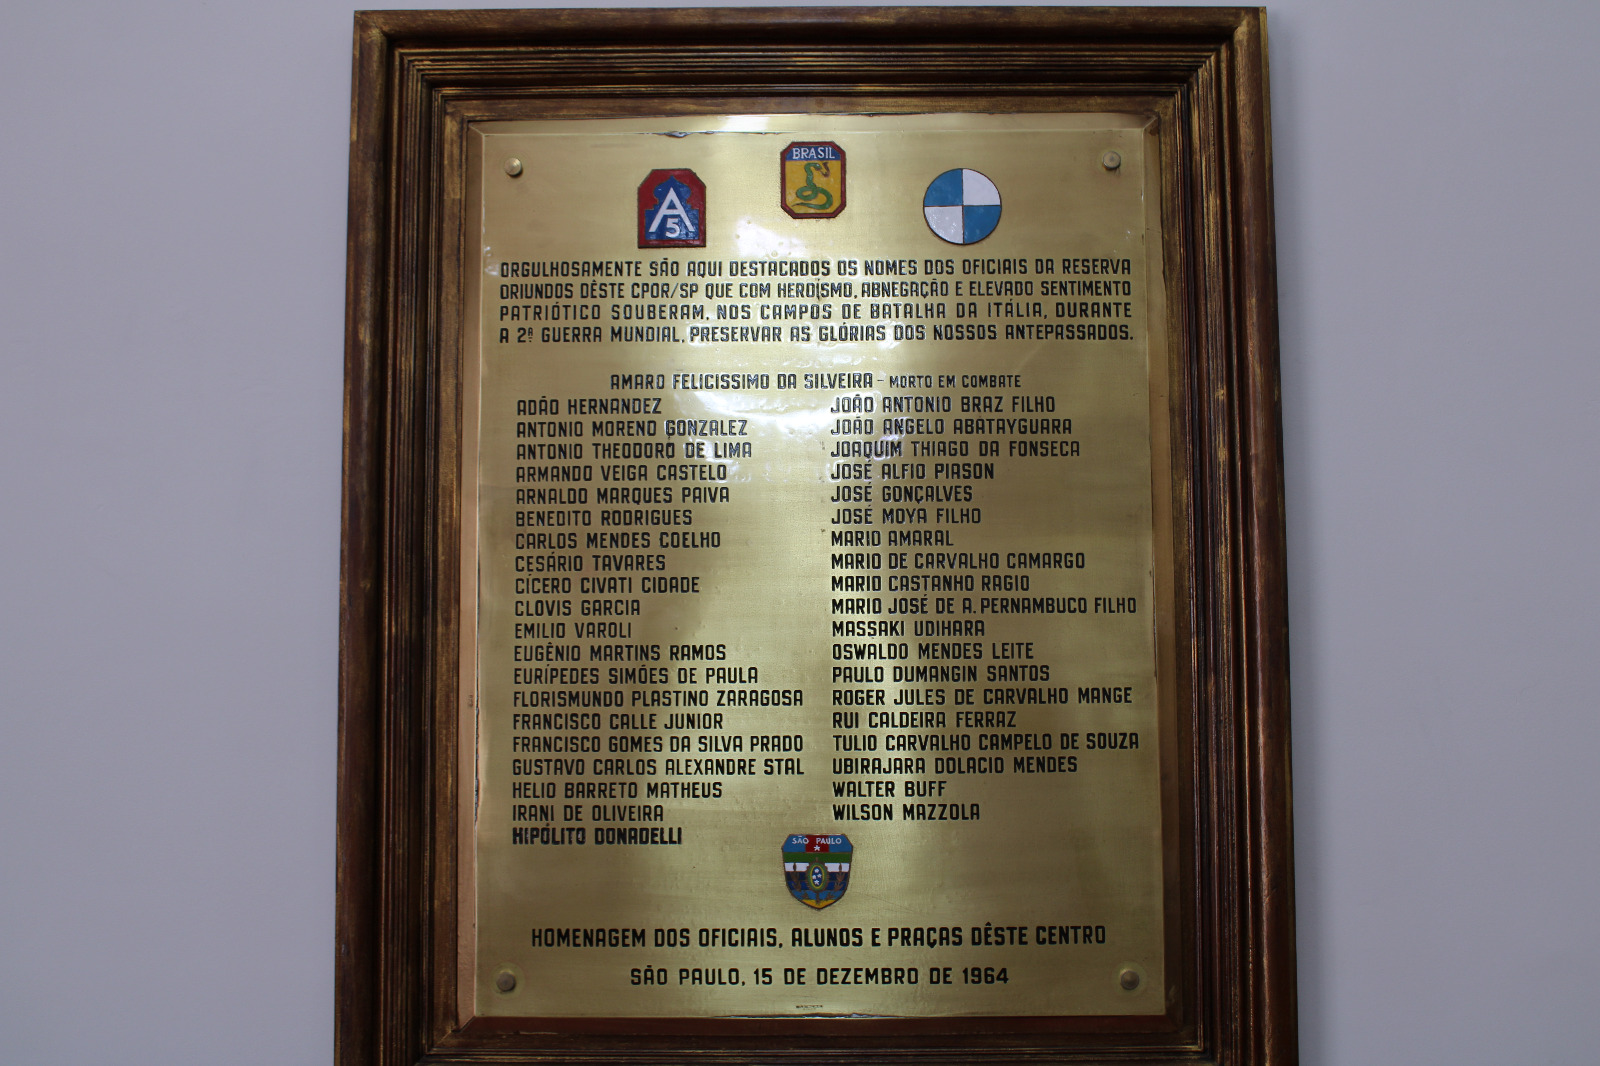 BRASIL
A
5
ORGULHOSAMENTE SÃO AQUI DESTACADOS OS NOMES DOS OFICIAIS DA RESERVA
ORIUNDOS DÊSTE CPOR/SP QUE COM HEROÍSMO, ABNEGAÇÃO E ELEVADO SENTIMENTO
PATRIÓTICO SOUBERAM, NOS CAMPOS DE BATALHA DA ITÁLIA, DURANTE
A 2ª GUERRA MUNDIAL, PRESERVAR AS GLÓRIAS DOS NOSSOS ANTEPASSADOS.
AMARO FELICISSIMO DA SILVEIRA - MORTO EM COMBATE
ADÃO HERNANDEZ
ANTONIO MORENO GONZALEZ
ANTONIO THEODORO DE LIMA
ARMANDO VEIGA CASTELO
ARNALDO MARQUES PAIVA
BENEDITO RODRIGUES
CARLOS MENDES COELHO
CESÁRIO TAVARES
CÍCERO CIVATI CIDADE
CLOVIS GARCIA
EMILIO VAROLI
EUGÊNIO MARTINS RAMOS
EURÍPEDES SIMÕES DE PAULA
FLORISMUNDO PLASTINO ZARAGOSA
FRANCISCO CALLE JUNIOR
FRANCISCO GOMES DA SILVA PRADO
GUSTAVO CARLOS ALEXANDRE STAL
HELIO BARRETO MATHEUS
IRANI DE OLIVEIRA
HIPÓLITO DONADELLI
JOÃO ANTONIO BRAZ FILHO
JOÃO ANGELO ABATAYGUARA
JOAQUIM THIAGO DA FONSECA
JOSÉ ALFIO PIASON
JOSÉ GONÇALVES
JOSÉ MOYA FILHO
MARIO AMARAL
MARIO DE CARVALHO CAMARGO
MARIO CASTANHO RAGIO
MARIO JOSÉ DE A. PERNAMBUCO FILHO
MASSAKI UDIHARA
OSWALDO MENDES LEITE
PAULO DUMANGIN SANTOS
ROGER JULES DE CARVALHO MANGE
RUI CALDEIRA FERRAZ
TULIO CARVALHO CAMPELO DE SOUZA
UBIRAJARA DOLACIO MENDES
WALTER BUFF
WILSON MAZZOLA
SÃO PAULO
HOMENAGEM DOS OFICIAIS, ALUNOS E PRAÇAS DÊSTE CENTRO
SÃO PAULO, 15 DE DEZEMBRO DE 1964